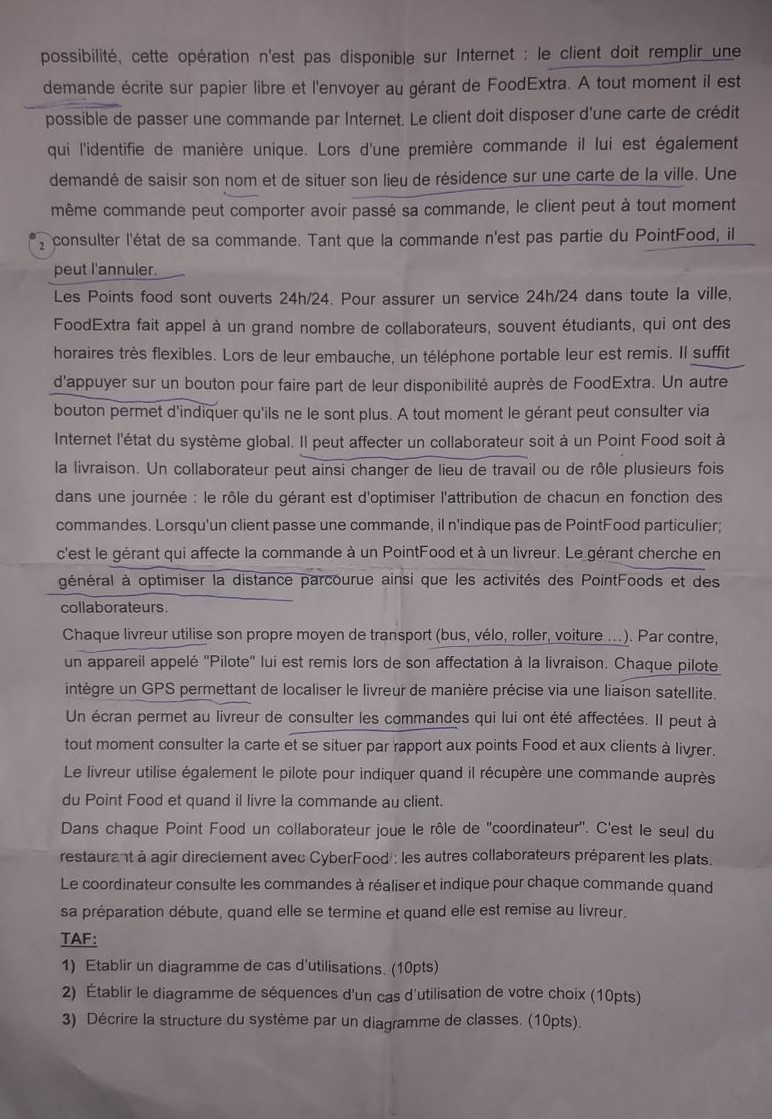 possibilité, cette opération n'est pas disponible sur Internet : le client doit remplir une
demande écrite sur papier libre et l'envoyer au gérant de FoodExtra. A tout moment il est
possible de passer une commande par Internet. Le client doit disposer d'une carte de crédit
qui l'identifie de manière unique. Lors d'une première commande il lui est également
demandé de saisir son nom et de situer son lieu de résidence sur une carte de la ville. Une
même commande peut comporter avoir passé sa commande, le client peut à tout moment
2 consulter l'état de sa commande. Tant que la commande n'est pas partie du PointFood, il
peut l'annuler.
Les Points food sont ouverts 24h/24. Pour assurer un service 24h/24 dans toute la ville,
FoodExtra fait appel à un grand nombre de collaborateurs, souvent étudiants, qui ont des
horaires très flexibles. Lors de leur embauche, un téléphone portable leur est remis. Il suffit
d'appuyer sur un bouton pour faire part de leur disponibilité auprès de FoodExtra. Un autre
bouton permet d'indiquer qu'ils ne le sont plus. A tout moment le gérant peut consulter via
Internet l'état du système global. Il peut affecter un collaborateur soit à un Point Food soit à
la livraison. Un collaborateur peut ainsi changer de lieu de travail ou de rôle plusieurs fois
dans une journée : le rôle du gérant est d'optimiser l'attribution de chacun en fonction des
commandes. Lorsqu'un client passe une commande, il n'indique pas de PointFood particulier;
c'est le gérant qui affecte la commande à un PointFood et à un livreur. Le gérant cherche en
général à optimiser la distance parcourue ainsi que les activités des PointFoods et des
collaborateurs.
Chaque livreur utilise son propre moyen de transport (bus, vélo, roller, voiture ...). Par contre,
un appareil appelé "Pilote" lui est remis lors de son affectation à la livraison. Chaque pilote
intègre un GPS permettant de localiser le livreur de manière précise via une liaison satellite.
Un écran permet au livreur de consulter les commandes qui lui ont été affectées. Il peut à
tout moment consulter la carte et se situer par rapport aux points Food et aux clients à livrer.
Le livreur utilise également le pilote pour indiquer quand il récupère une commande auprès
du Point Food et quand il livre la commande au client.
Dans chaque Point Food un collaborateur joue le rôle de "coordinateur". C'est le seul du
restaurant à agir directement avec CyberFood : les autres collaborateurs préparent les plats.
Le coordinateur consulte les commandes à réaliser et indique pour chaque commande quand
sa préparation débute, quand elle se termine et quand elle est remise au livreur.
TAF:
1) Etablir un diagramme de cas d'utilisations. (10pts)
2) Établir le diagramme de séquences d'un cas d'utilisation de votre choix (10pts)
3) Décrire la structure du système par un diagramme de classes. (10pts).